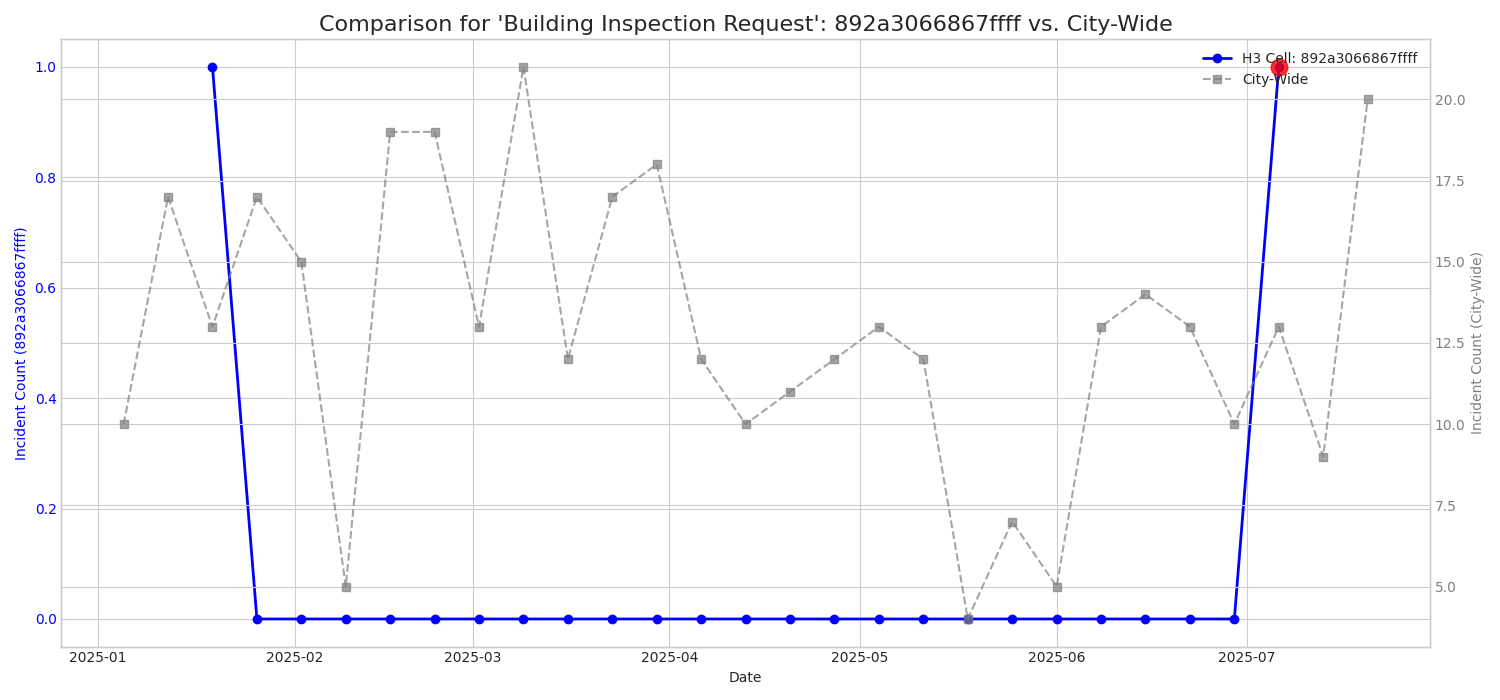 Comparison for 'Building Inspection Request': 892a3066867ffff vs. City-Wide
H3 Cell: 892a3066867ffff
City-Wide
1.0
0.8
0.6
0.4
0.2
0.0
Incident Count (892a3066867ffff)
20.0
17.5
15.0
12.5
10.0
7.5
5.0
Incident Count (City-Wide)
2025-01 2025-02 2025-03 2025-04 2025-05 2025-06 2025-07
Date